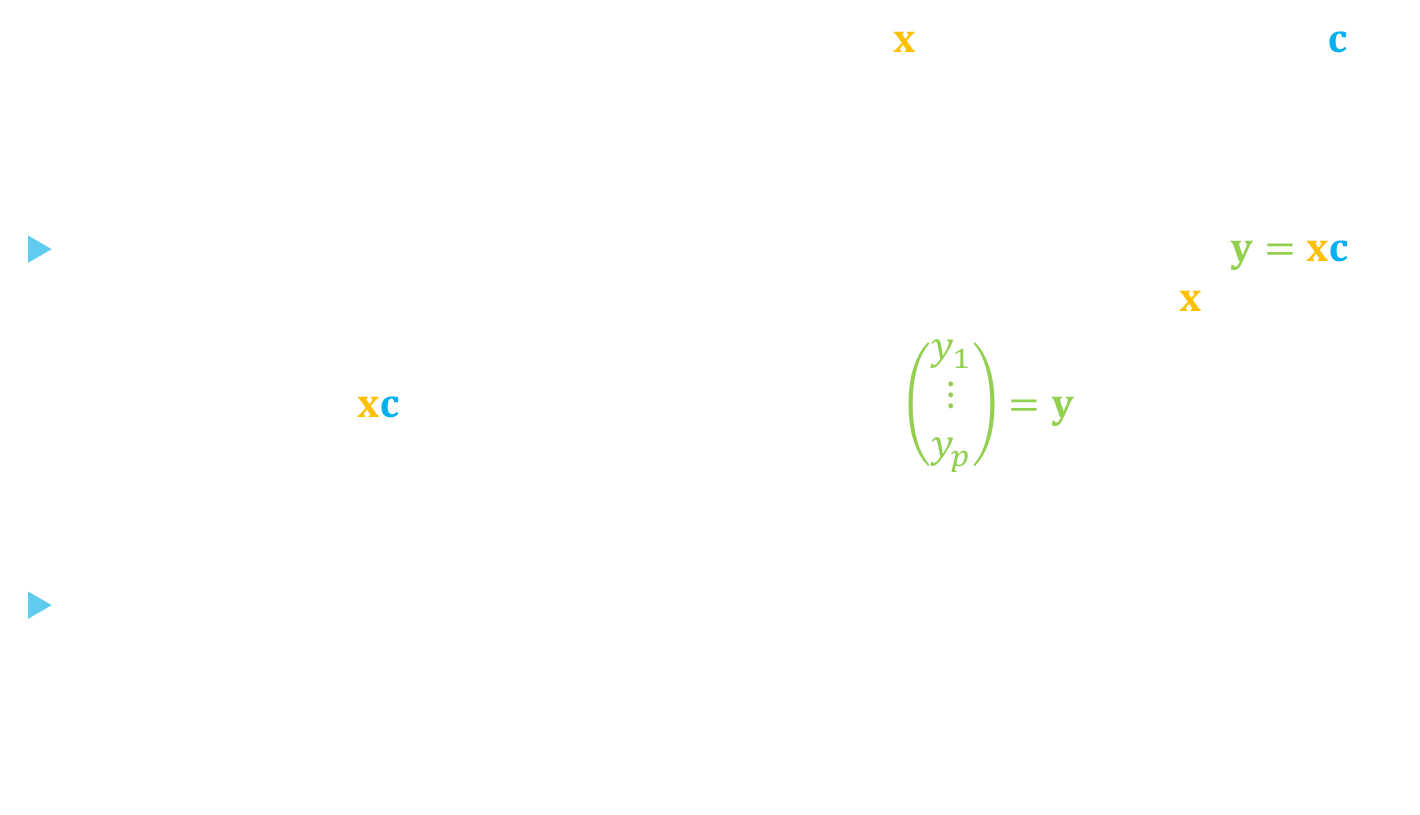 x c
y = xc
x
xc (y₁ ⋮ yₚ) = y